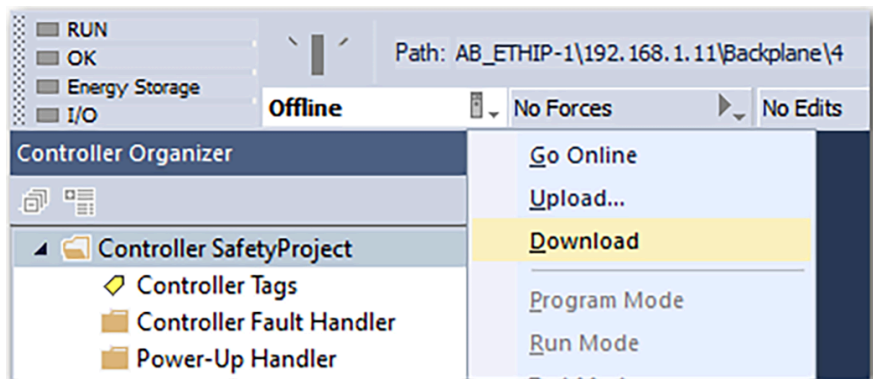 RUN
OK
Energy Storage
I/O
Path: AB_ETHIP-1\192.168.1.11\Backplane\4
Offline
No Forces
No Edits
Controller Organizer
Controller SafetyProject
Controller Tags
Controller Fault Handler
Power-Up Handler
Go Online
Upload...
Download
Program Mode
Run Mode